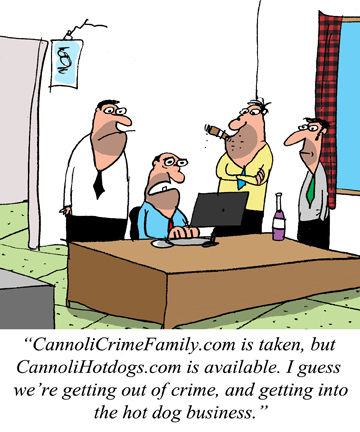 “CannoliCrimeFamily.com is taken, but
CannoliHotdogs.com is available. I guess
we’re getting out of crime, and getting into
the hot dog business.”